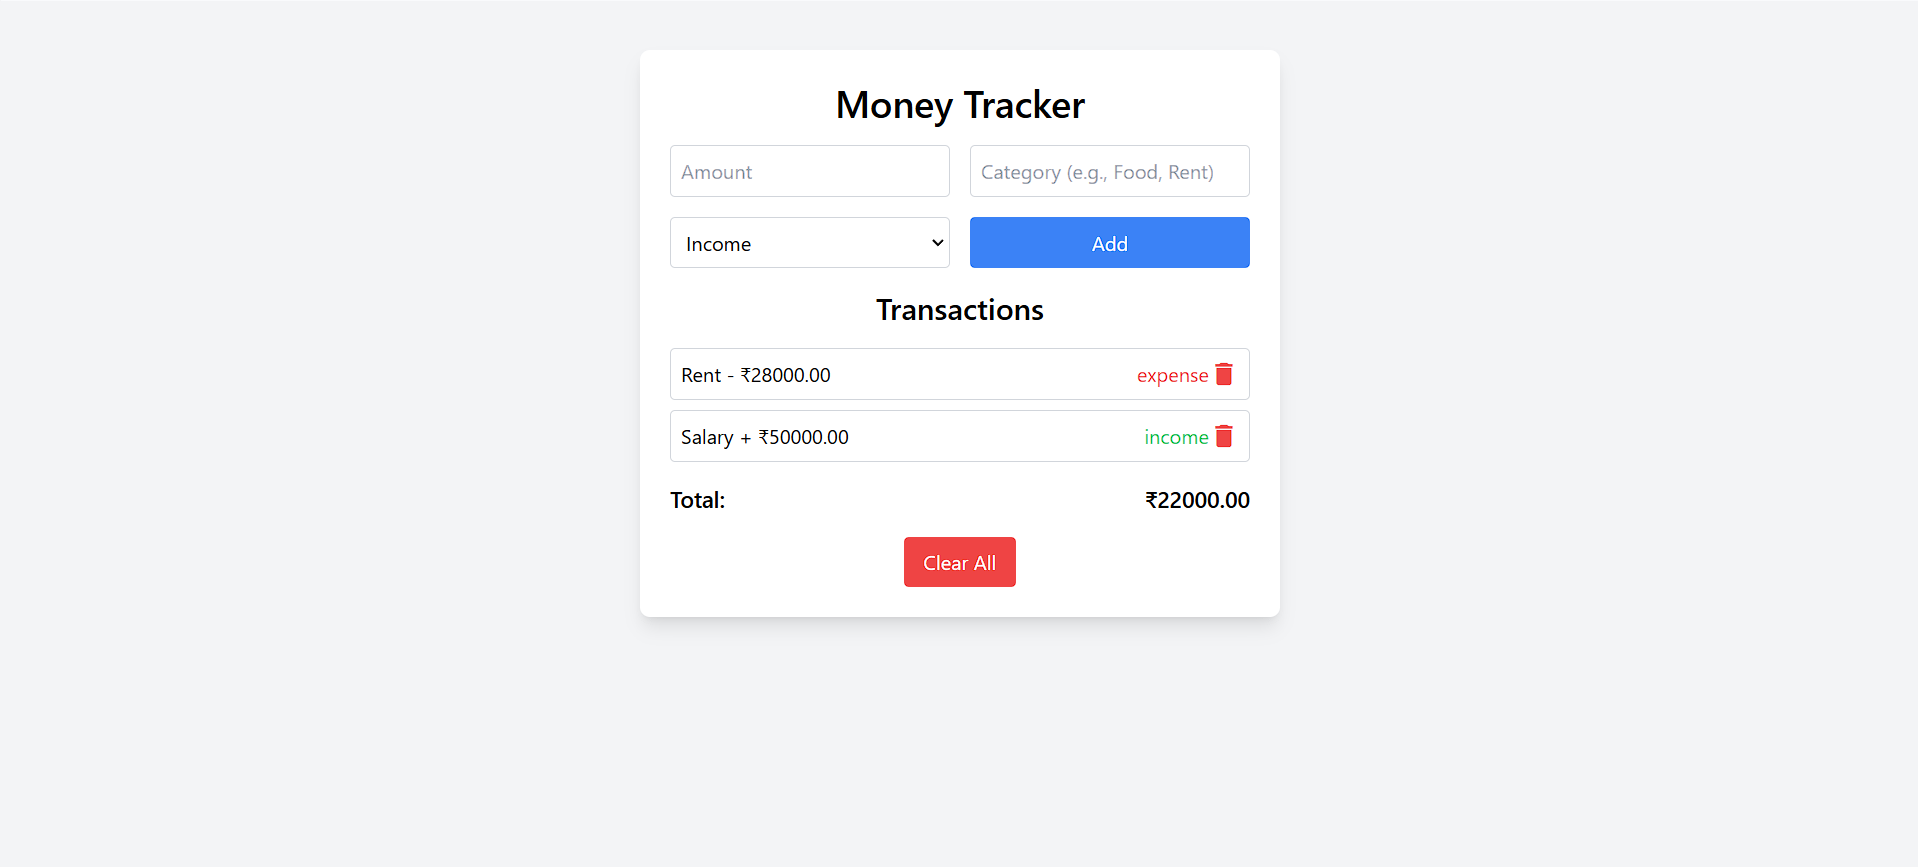 Money Tracker
Amount
Category (e.g., Food, Rent)
Income
Add
Transactions
Rent - ₹28000.00 expense
Salary + ₹50000.00 income
Total: ₹22000.00
Clear All